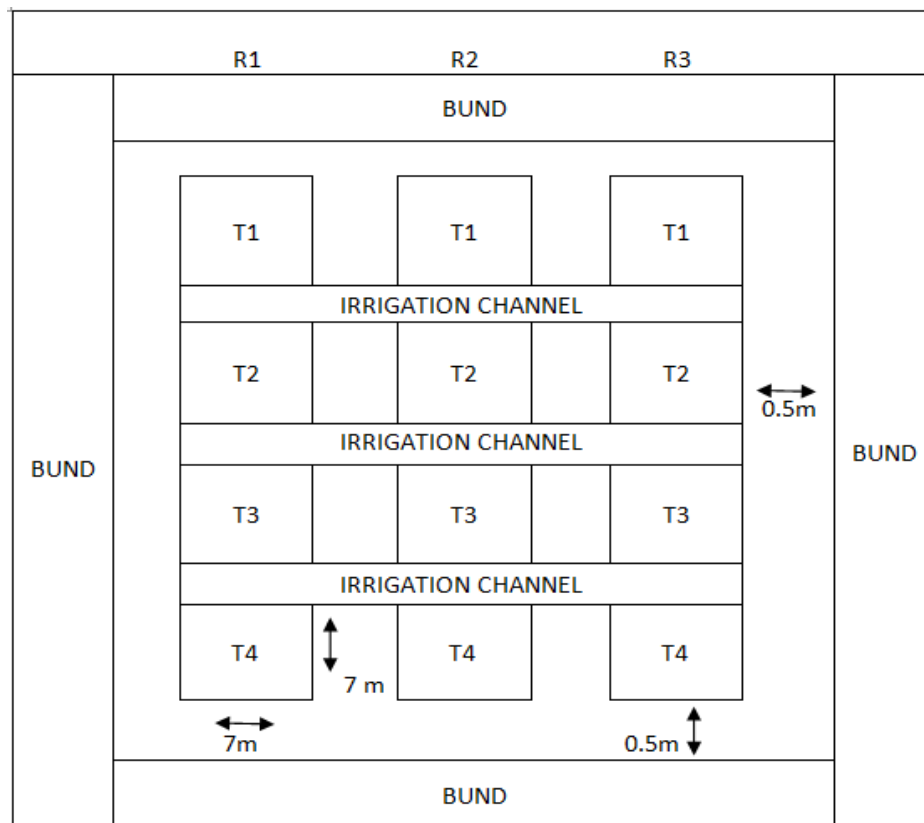 R1 R2 R3
BUND
T1 T1 T1
IRRIGATION CHANNEL
T2 T2 T2
0.5m
IRRIGATION CHANNEL
BUND
BUND
T3 T3 T3
IRRIGATION CHANNEL
T4 T4 T4
7 m
7m
0.5m
BUND